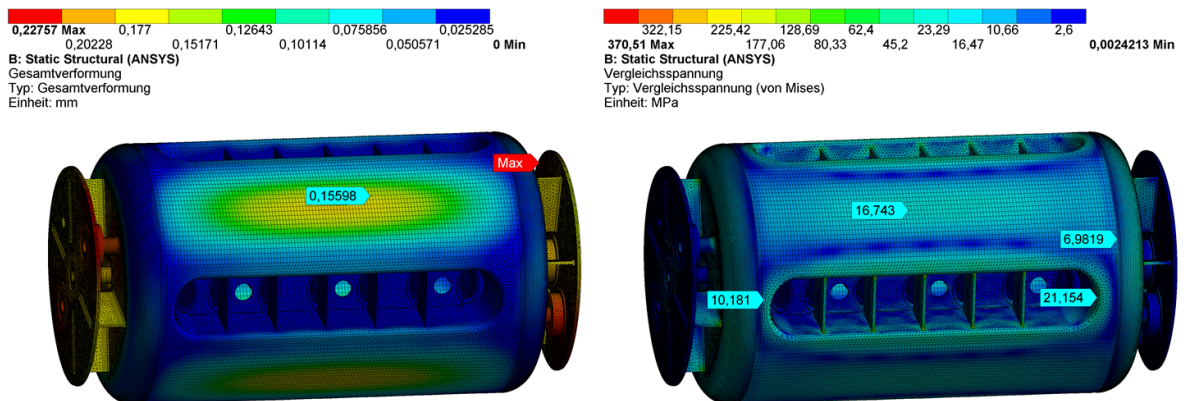 0,22757 Max 0,177 0,12643 0,075856 0,025285
0,20228 0,15171 0,10114 0,050571 0 Min
B: Static Structural (ANSYS)
Gesamtverformung
Typ: Gesamtverformung
Einheit: mm
Max
0,15598
322,15 225,42 128,69 62,4 23,29 10,66 2,6
370,51 Max 177,06 80,33 45,2 16,47 0,0024213 Min
B: Static Structural (ANSYS)
Vergleichsspannung
Typ: Vergleichsspannung (von Mises)
Einheit: MPa
16,743
6,9819
10,181
21,154